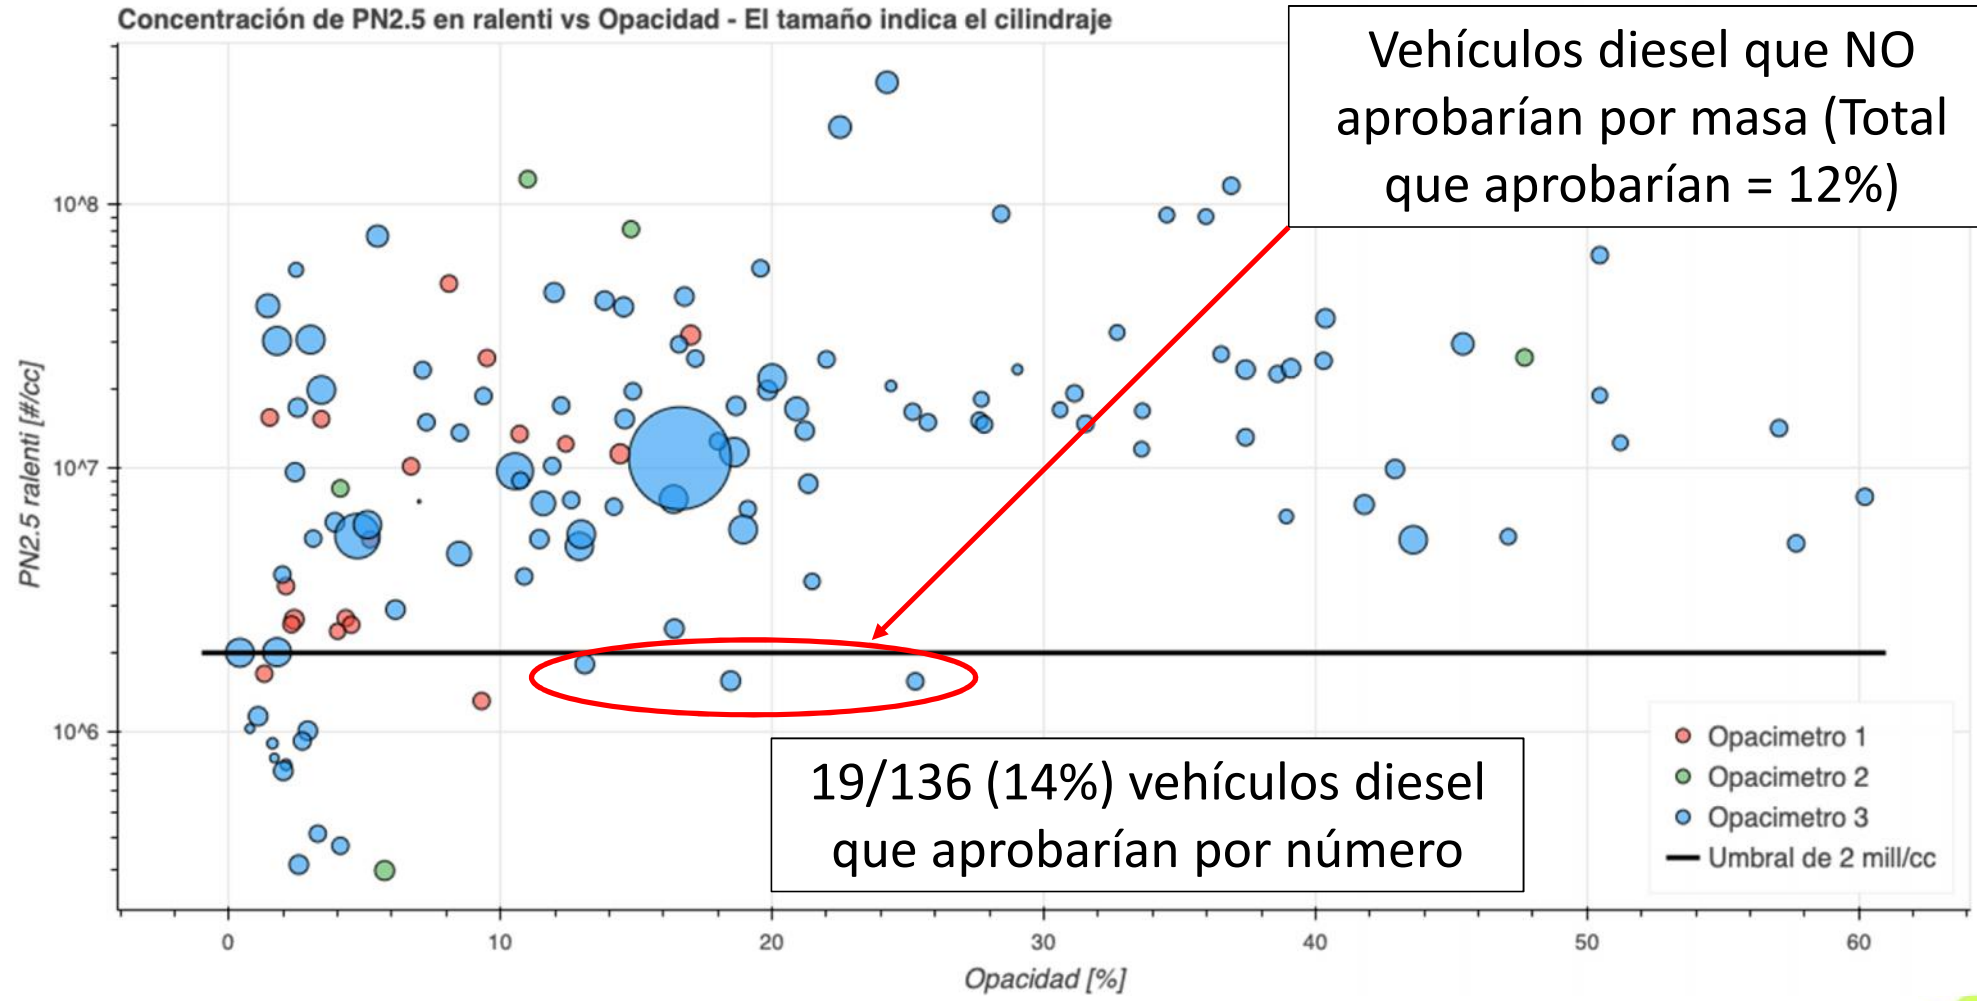 Concentración de PN2.5 en ralenti vs Opacidad - El tamaño indica el cilindraje
Vehículos diesel que NO
aprobarían por masa (Total
que aprobarían = 12%)
PN2.5 ralenti [#/cc]
10^8
10^7
10^6
19/136 (14%) vehículos diesel
que aprobarían por número
Opacimetro 1
Opacimetro 2
Opacimetro 3
Umbral de 2 mill/cc
0 10 20 30 40 50 60
Opacidad [%]